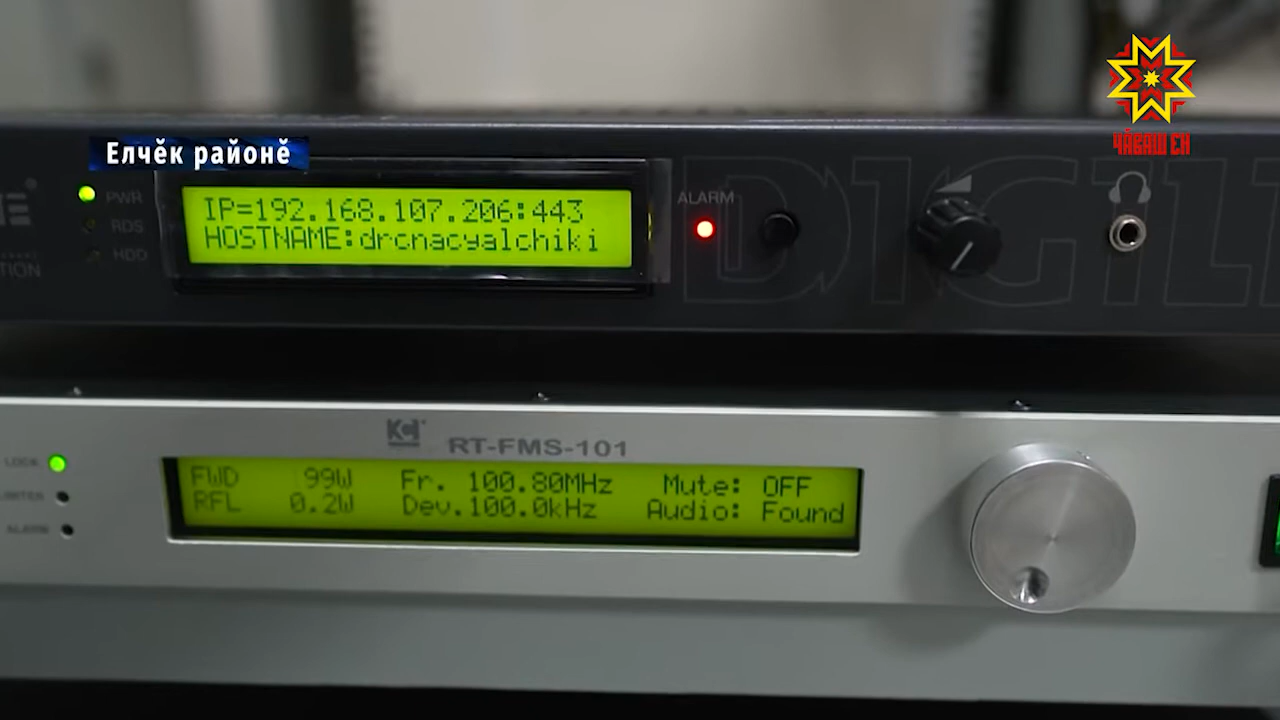 Елчӗк районӗ
ЧӐВАШ ЕН
PWR
RDS
HDD
IP=192.168.107.206:443
HOSTNAME:drcnacyalchiki
ALARM
RT-FMS-101
LOCK
ALARM
FWD 99W Fr. 100.80MHz Mute: OFF
RFL 0.2W Dev.100.0kHz Audio: Found